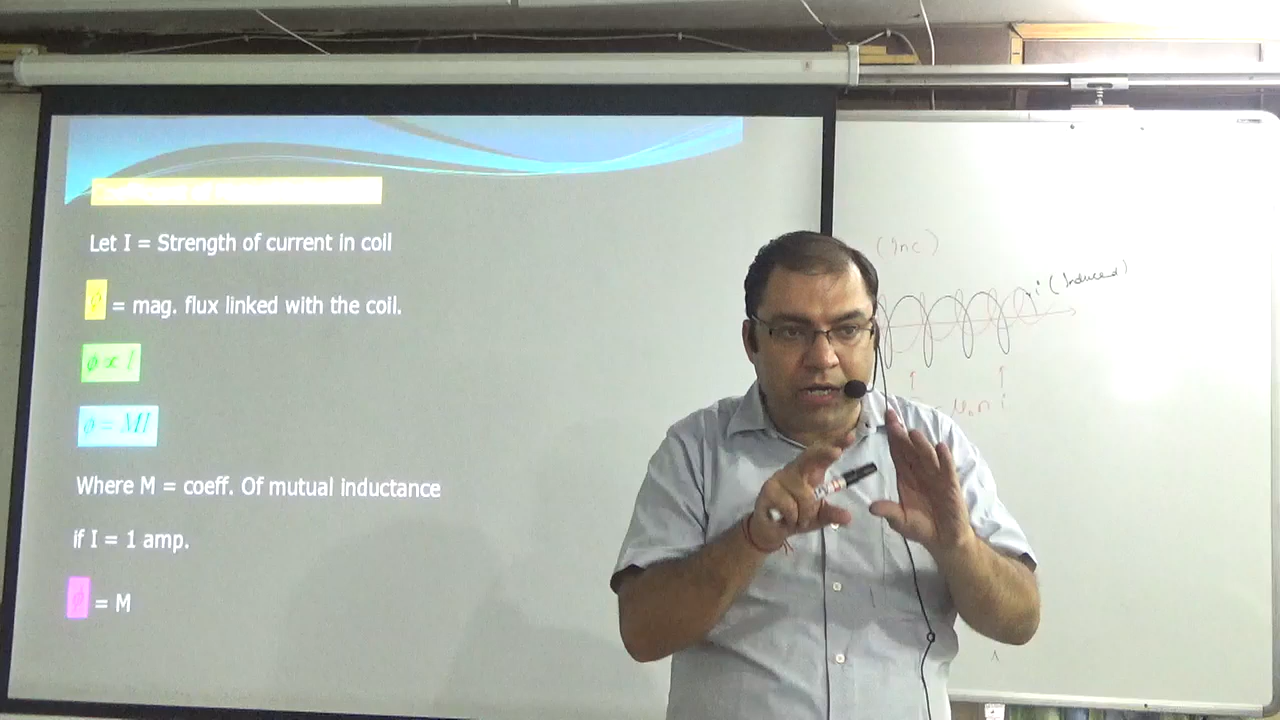 Let I = Strength of current in coil
ϕ = mag. flux linked with the coil.
ϕ ∝ I
ϕ = MI
Where M = coeff. Of mutual inductance
if I = 1 amp.
ϕ = M
(Inc)
i (Induced)
μ₀ n i